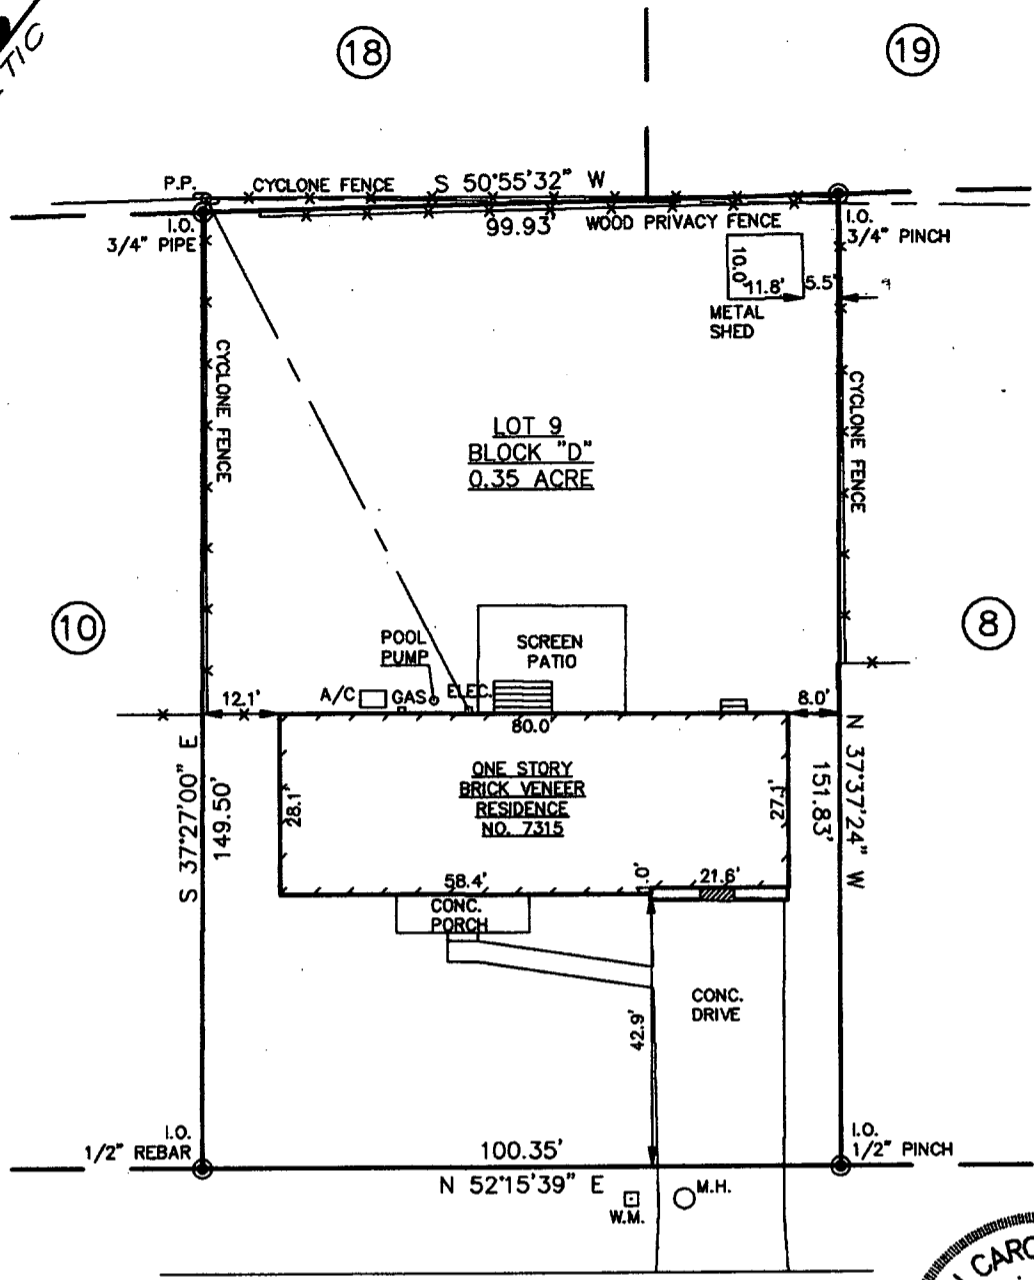 TIC
18
19
P.P.
CYCLONE FENCE
S 50°55'32" W
99.93'
WOOD PRIVACY FENCE
I.O.
3/4" PIPE
I.O.
3/4" PINCH
10.0'
11.8'
5.5'
METAL
SHED
CYCLONE FENCE
CYCLONE FENCE
LOT 9
BLOCK "D"
0.35 ACRE
10
8
POOL
PUMP
SCREEN
PATIO
A/C
GAS
ELEC.
12.1'
80.0'
8.0'
ONE STORY
BRICK VENEER
RESIDENCE
NO. 7315
28.1'
27.1'
S 37°27'00" E
149.50'
151.83'
N 37°37'24" W
58.4'
1.0'
21.6'
CONC.
PORCH
CONC.
DRIVE
42.9'
I.O.
1/2" REBAR
I.O.
1/2" PINCH
100.35'
N 52°15'39" E
W.M.
M.H.
CARO